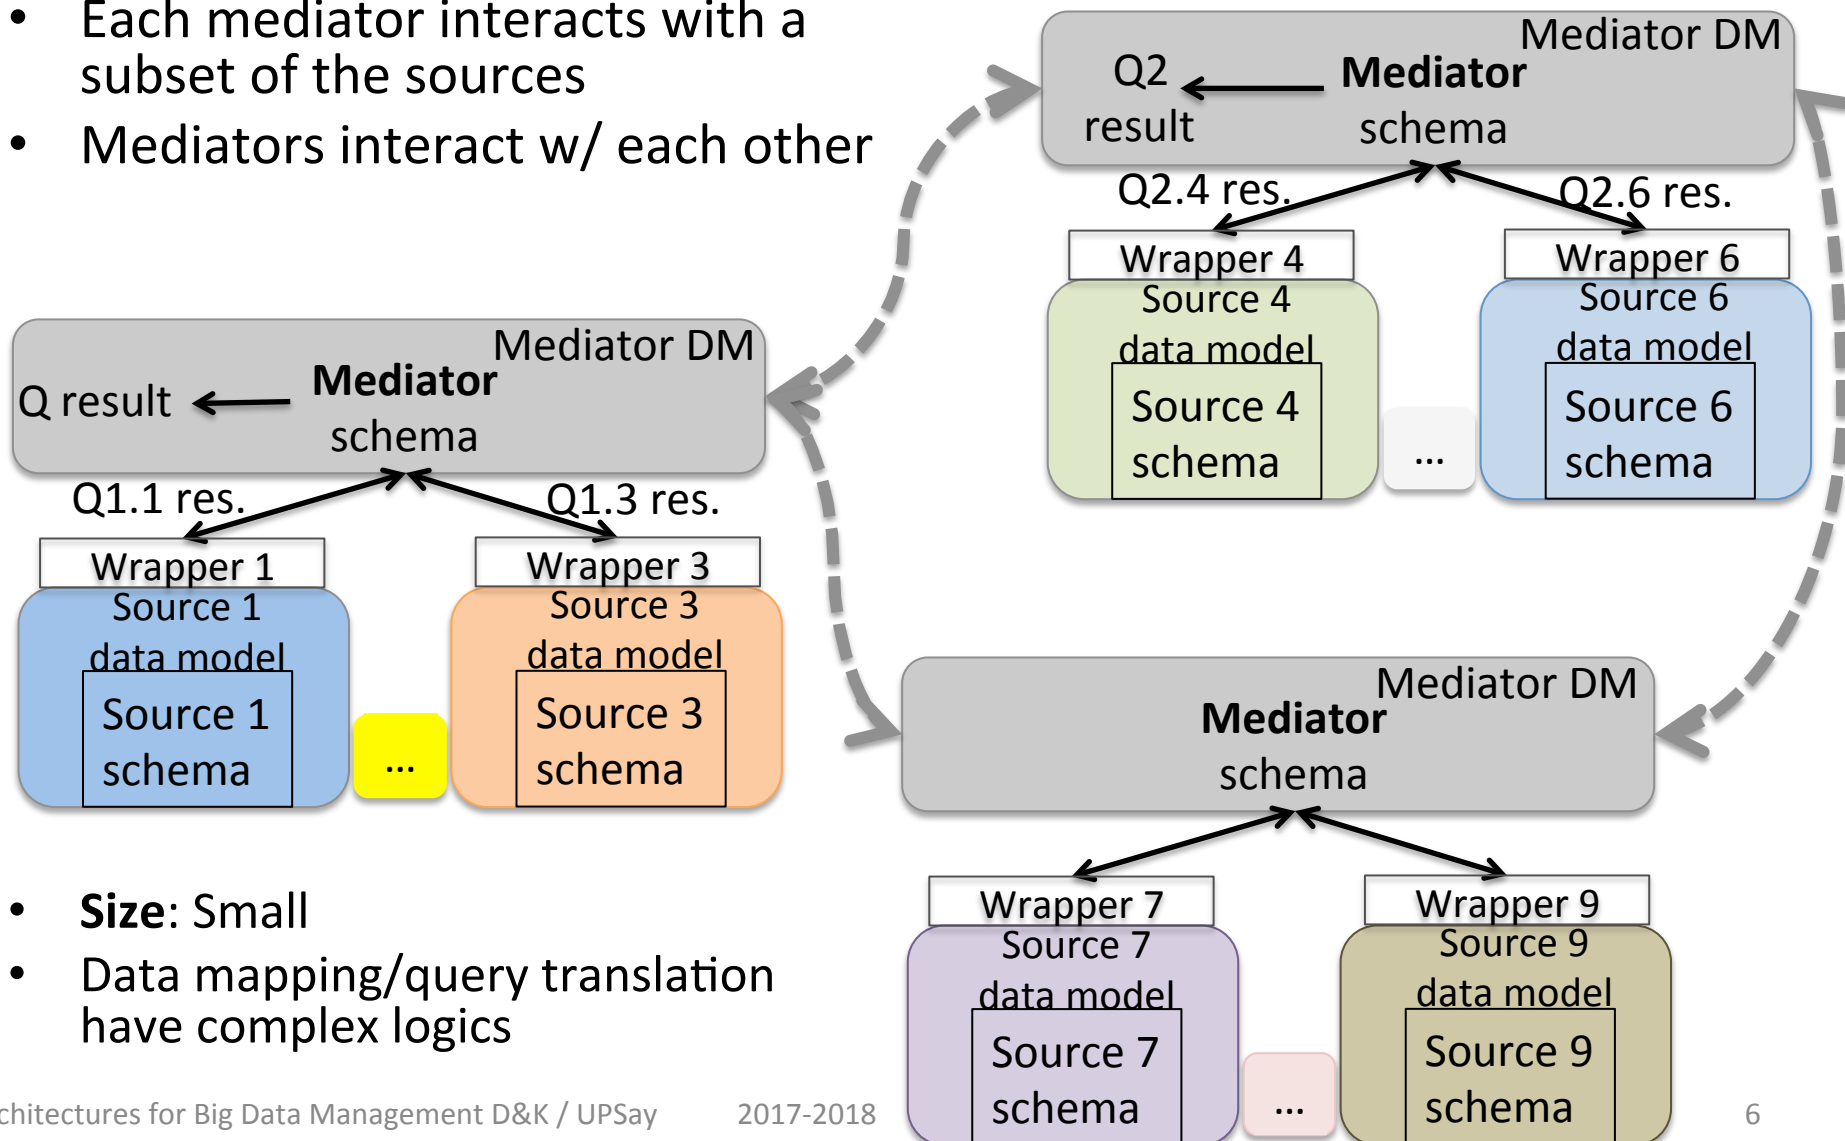 • Each mediator interacts with a
subset of the sources
• Mediators interact w/ each other
Mediator DM
Q2
result
Mediator
schema
Q2.4 res.
Q2.6 res.
Wrapper 4
Source 4
data model
Source 4
schema
...
Wrapper 6
Source 6
data model
Source 6
schema
Mediator DM
Q result
Mediator
schema
Q1.1 res.
Q1.3 res.
Wrapper 1
Source 1
data model
Source 1
schema
...
Wrapper 3
Source 3
data model
Source 3
schema
Mediator DM
Mediator
schema
Wrapper 7
Source 7
data model
Source 7
schema
...
Wrapper 9
Source 9
data model
Source 9
schema
• Size: Small
• Data mapping/query translation
have complex logics
chitectures for Big Data Management D&K / UPSay
2017-2018
6